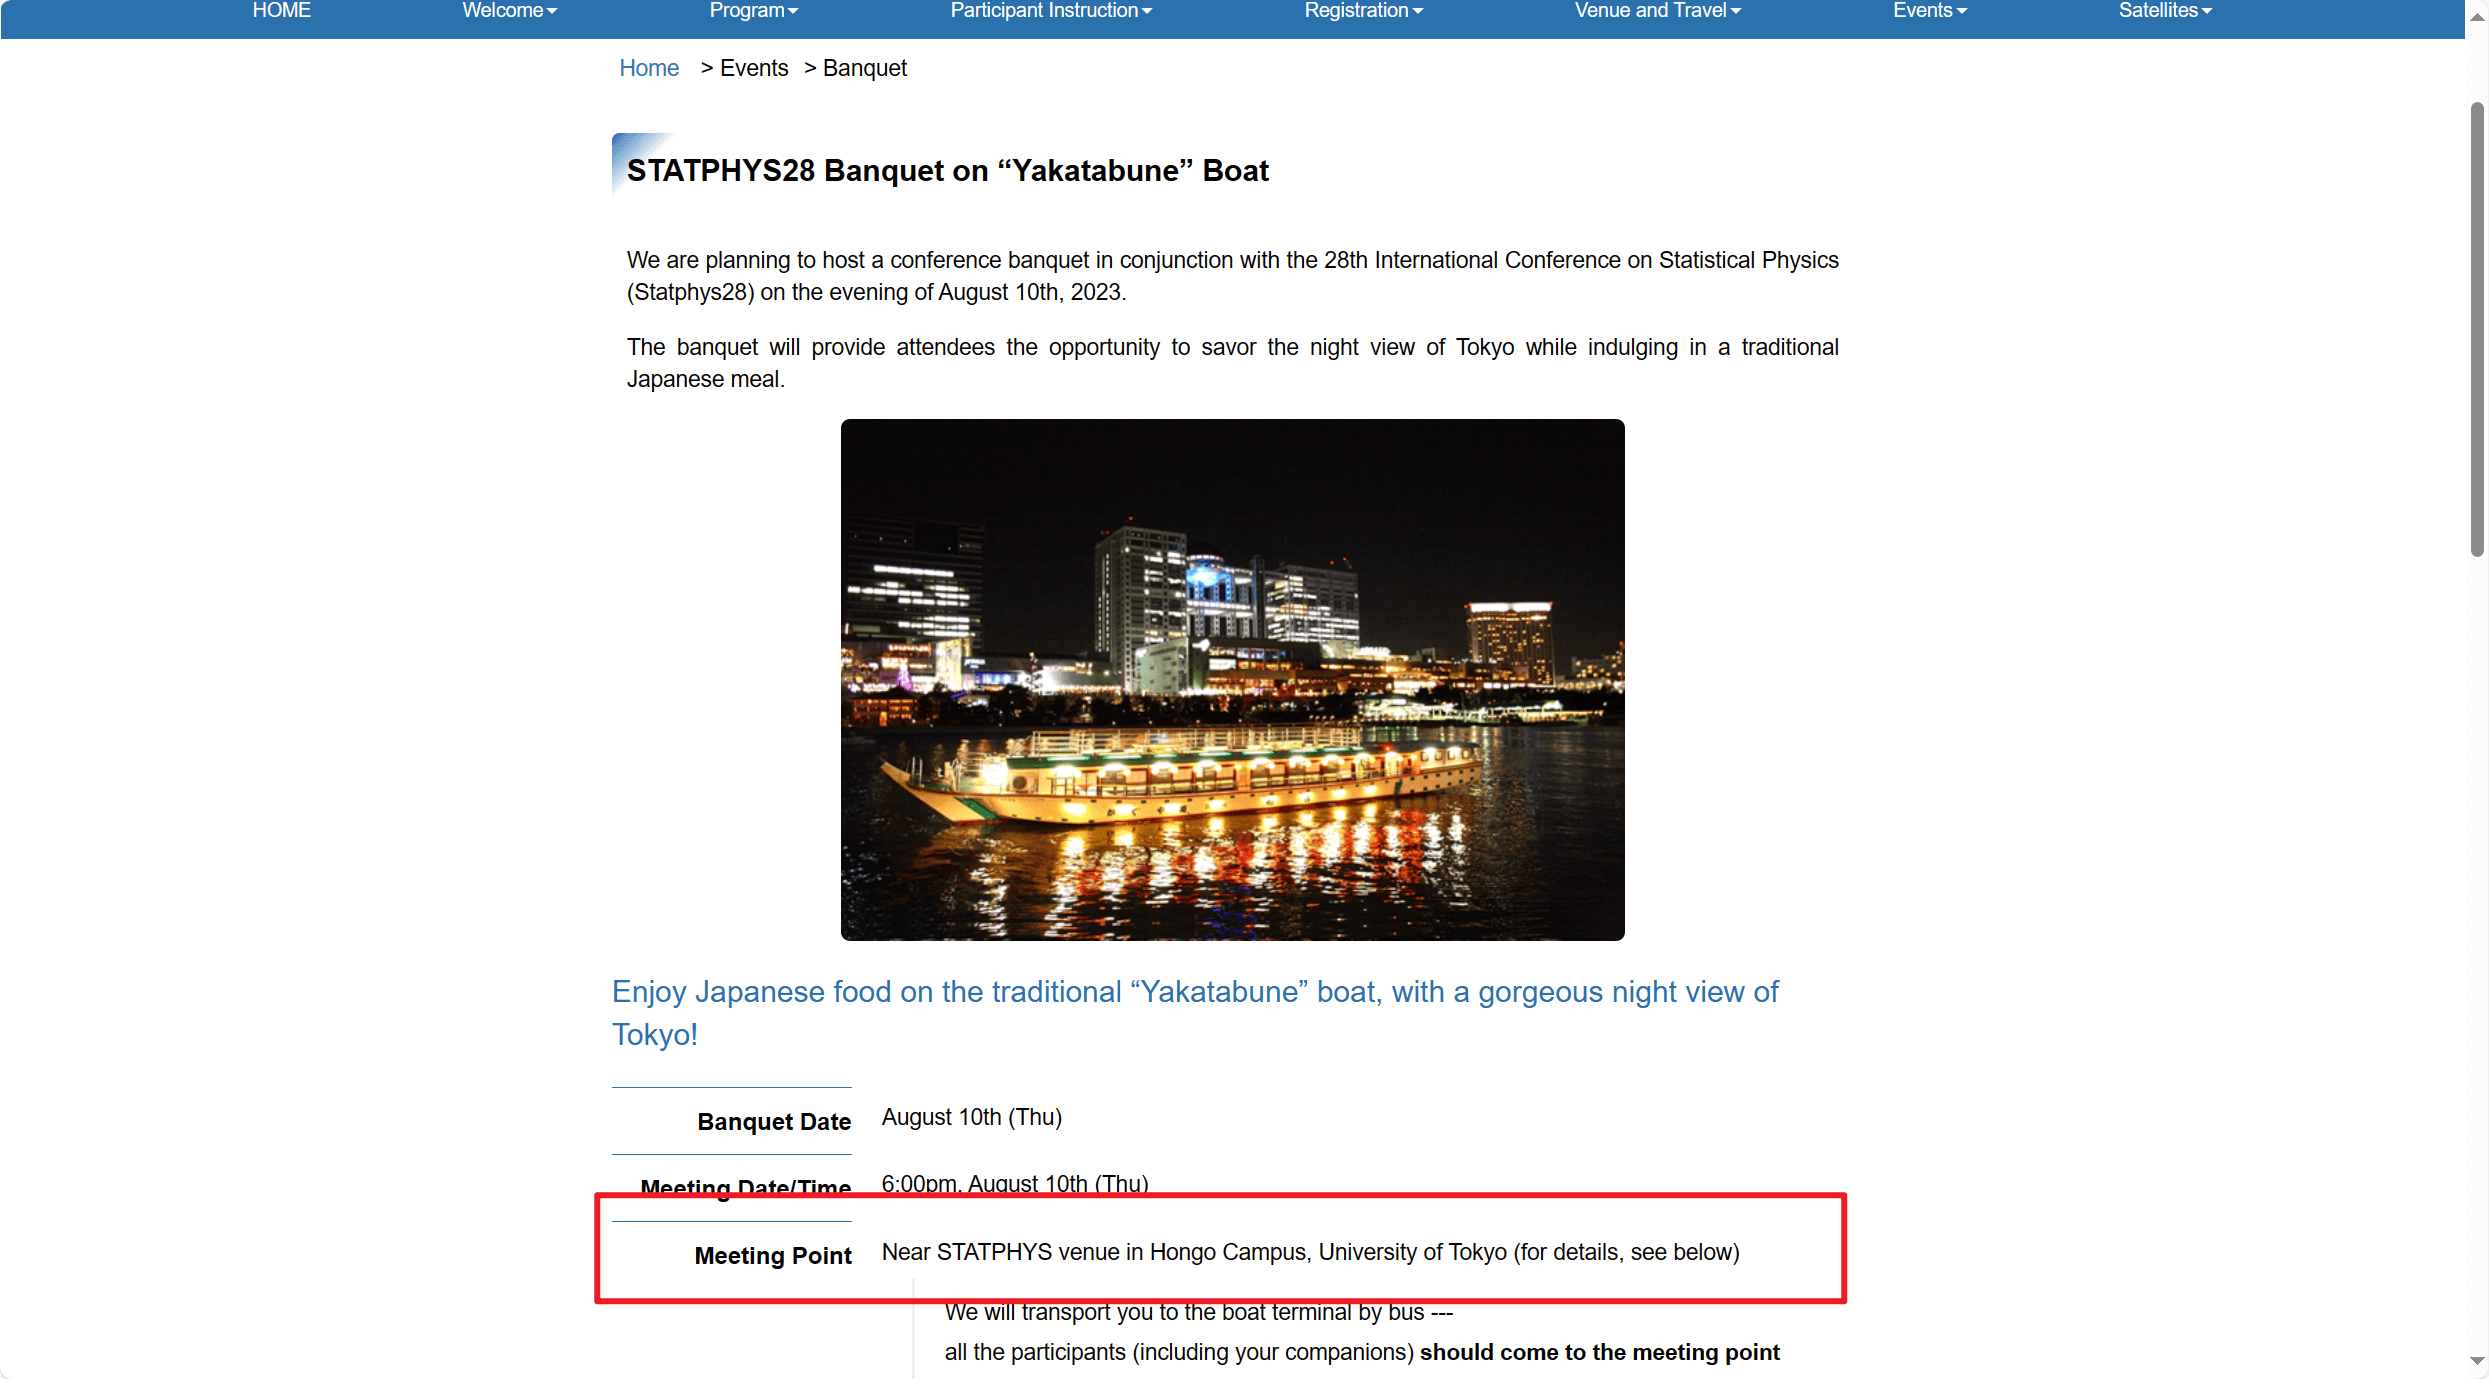 HOME Welcome Program Participant Instruction Registration Venue and Travel Events Satellites
Home > Events > Banquet
STATPHYS28 Banquet on “Yakatabune” Boat
We are planning to host a conference banquet in conjunction with the 28th International Conference on Statistical Physics
(Statphys28) on the evening of August 10th, 2023.
The banquet will provide attendees the opportunity to savor the night view of Tokyo while indulging in a traditional
Japanese meal.
Enjoy Japanese food on the traditional “Yakatabune” boat, with a gorgeous night view of
Tokyo!
Banquet Date August 10th (Thu)
Meeting Date/Time 6:00pm, August 10th (Thu)
Meeting Point Near STATPHYS venue in Hongo Campus, University of Tokyo (for details, see below)
We will transport you to the boat terminal by bus ---
all the participants (including your companions) should come to the meeting point